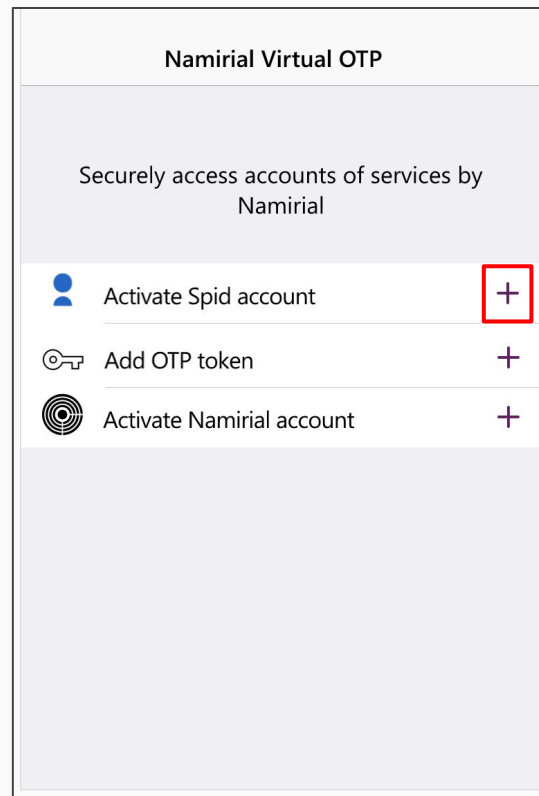 Namirial Virtual OTP
Securely access accounts of services by
Namirial
Activate Spid account
Add OTP token
Activate Namirial account